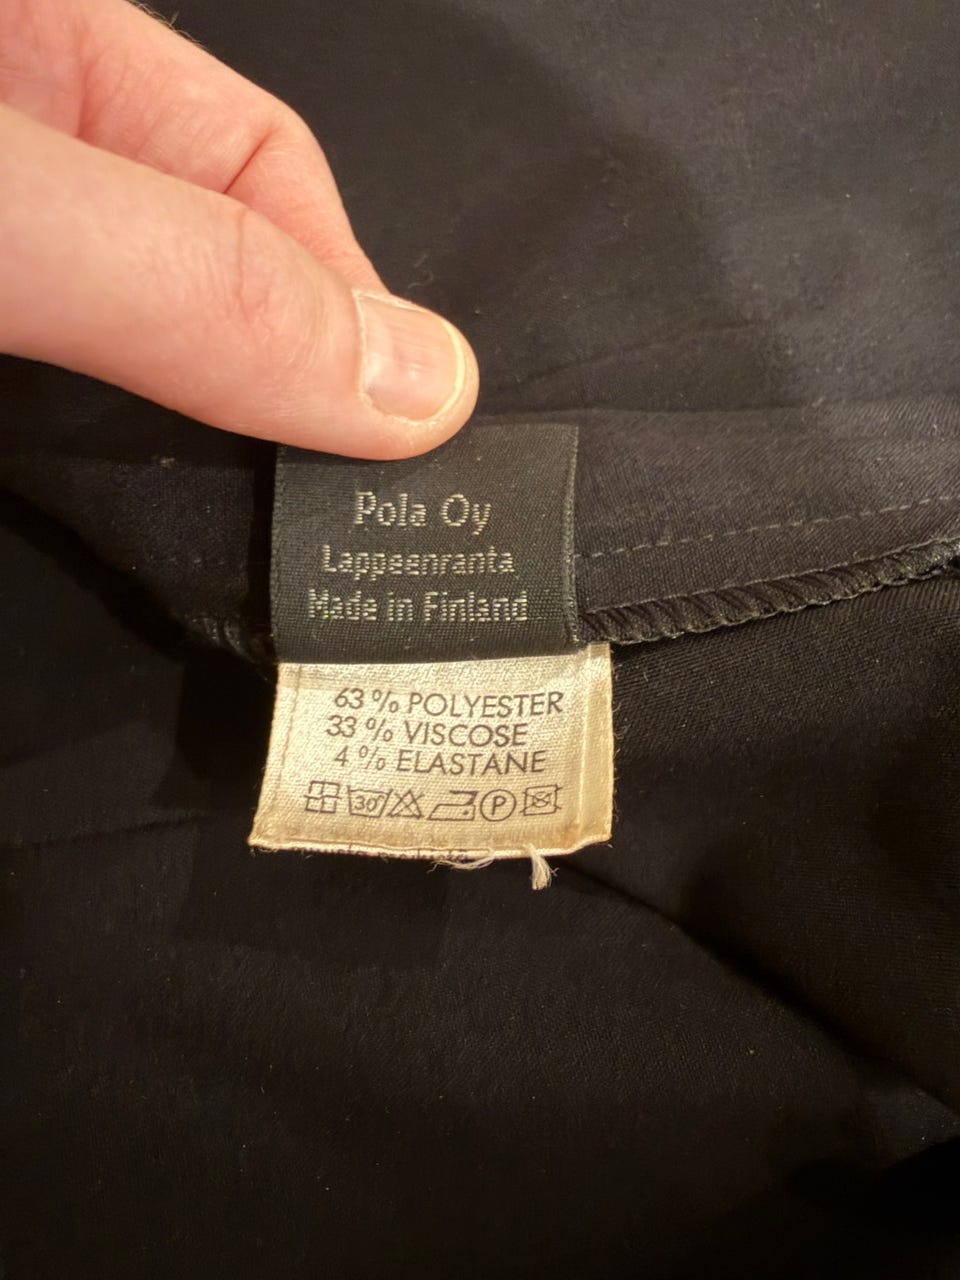 Pola Oy
Lappeenranta
Made in Finland
63 % POLYESTER
33 % VISCOSE
4 % ELASTANE
30° P